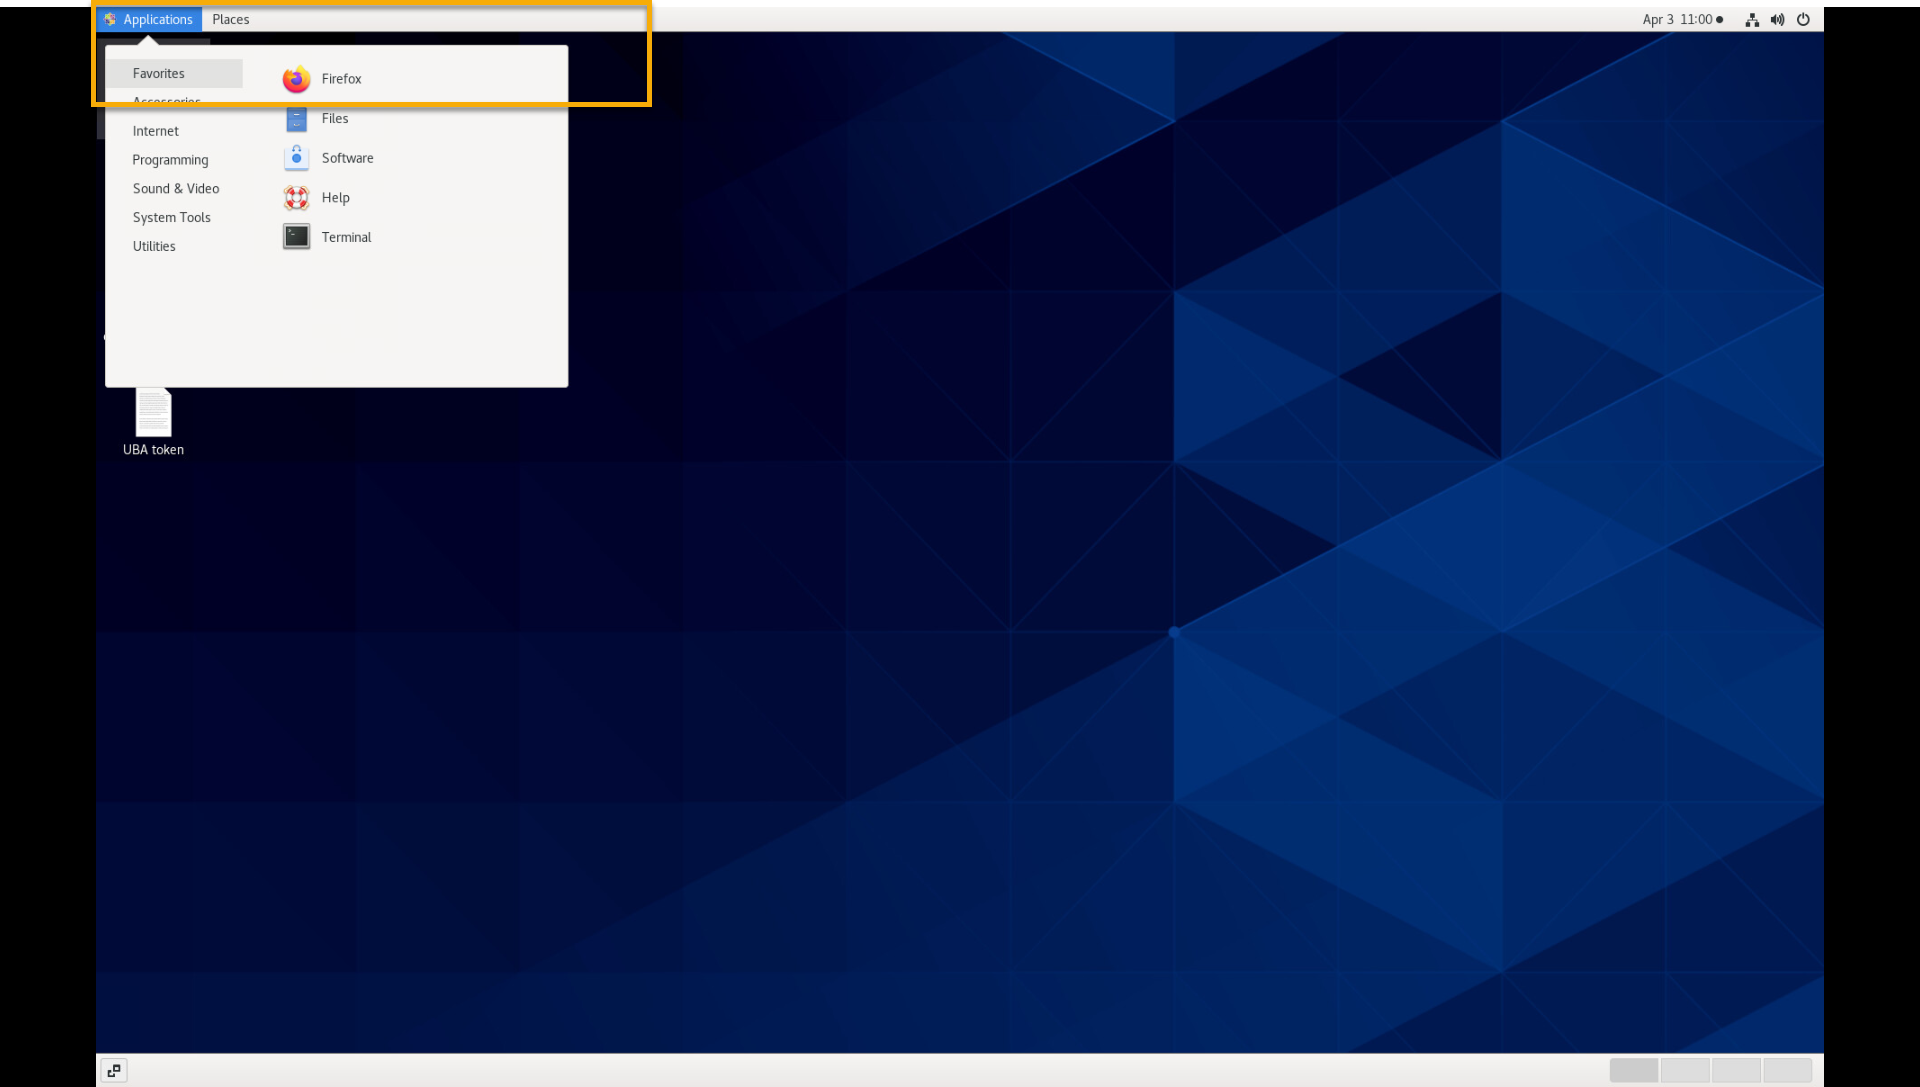 Applications Places Apr 3 11:00
Favorites
Accessories
Internet
Programming
Sound & Video
System Tools
Utilities
Firefox
Files
Software
Help
Terminal
UBA token